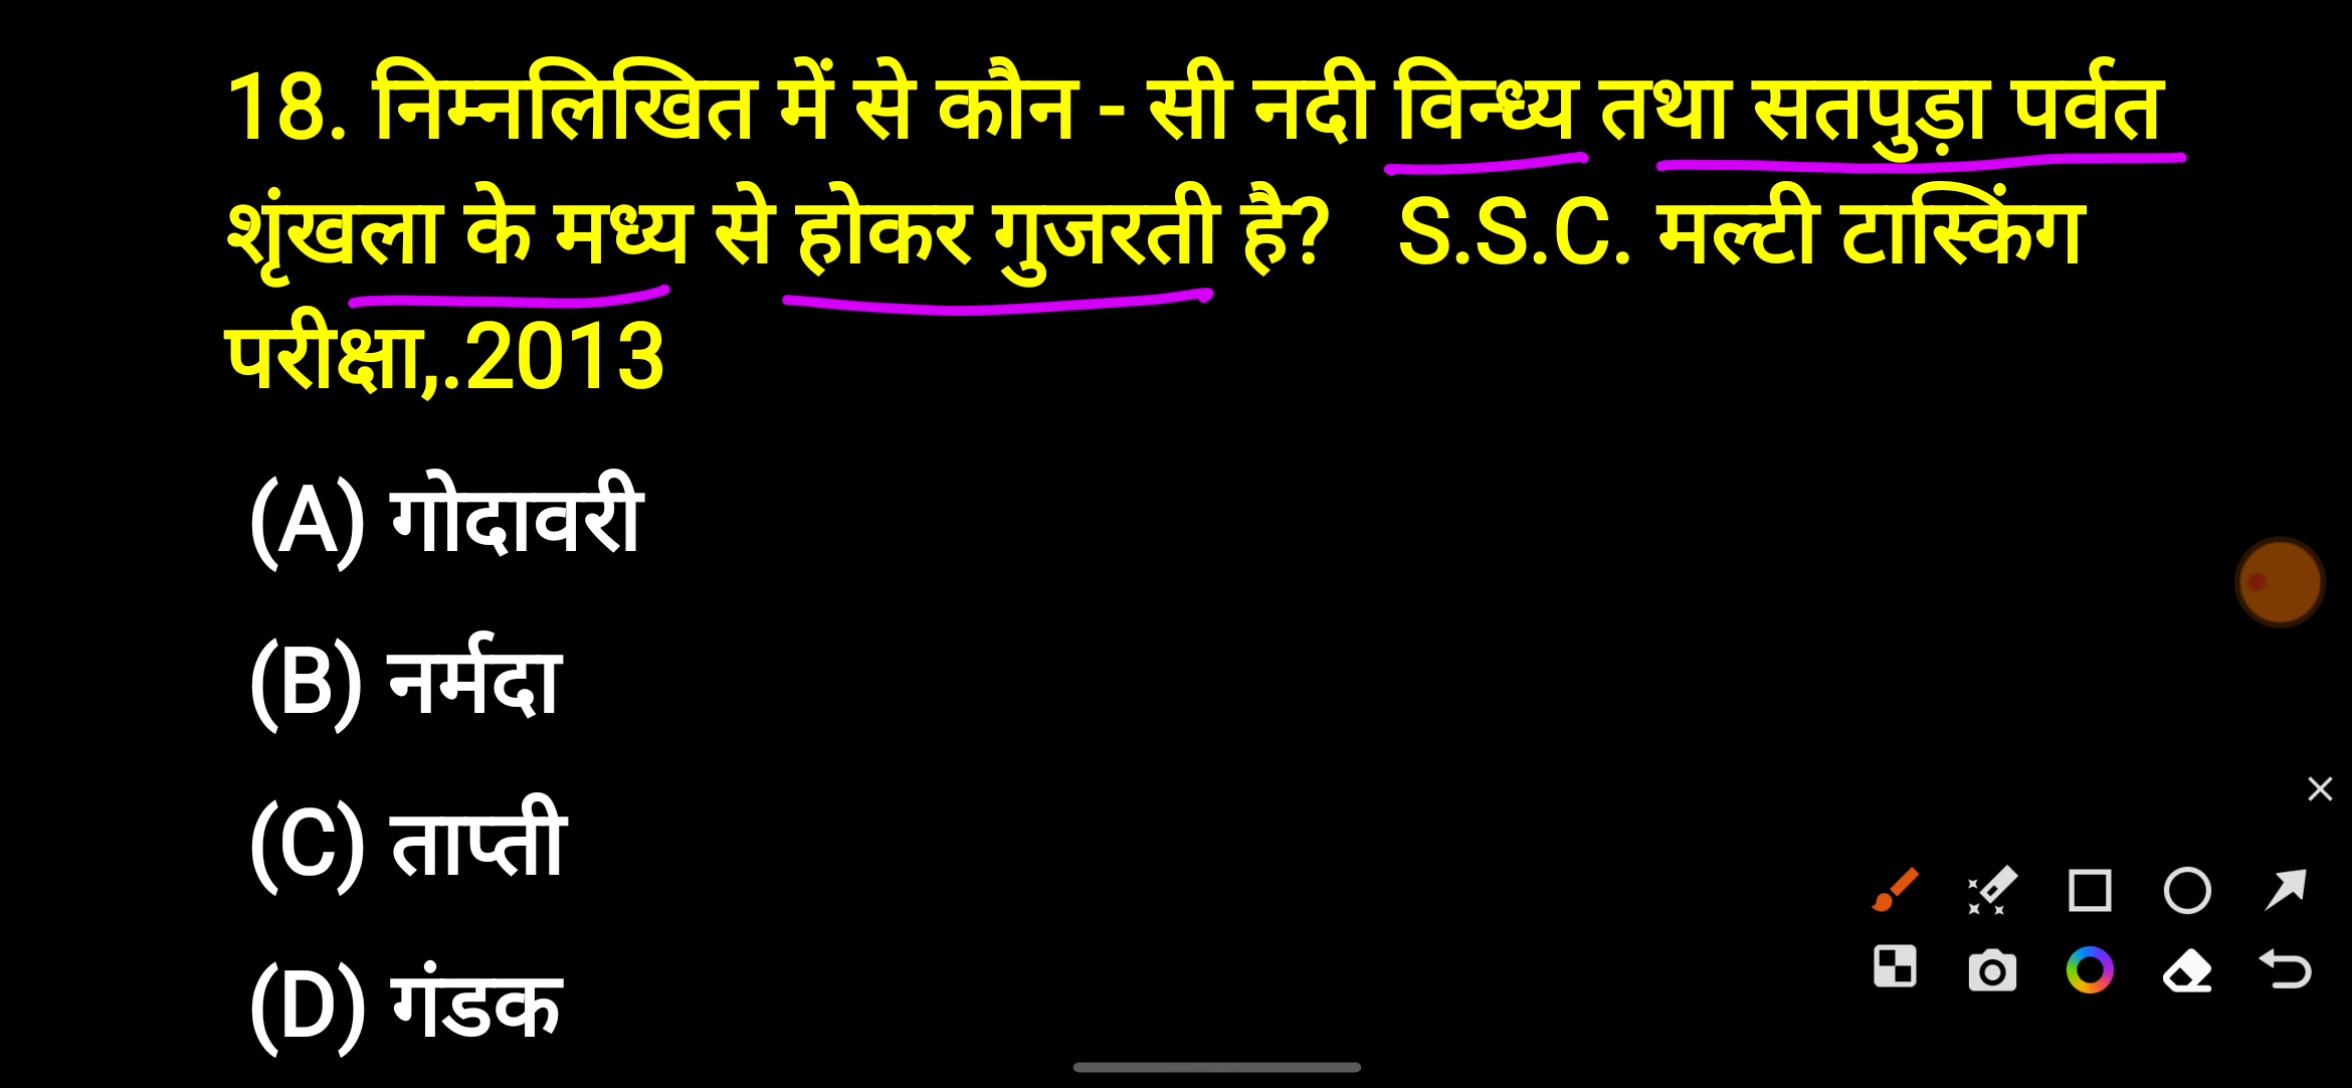 18. निम्नलिखित में से कौन - सी नदी विन्ध्य तथा सतपुड़ा पर्वत
शृंखला के मध्य से होकर गुजरती है? S.S.C. मल्टी टास्किंग
परीक्षा,.2013
(A) गोदावरी
(B) नर्मदा
(C) ताप्ती
(D) गंडक